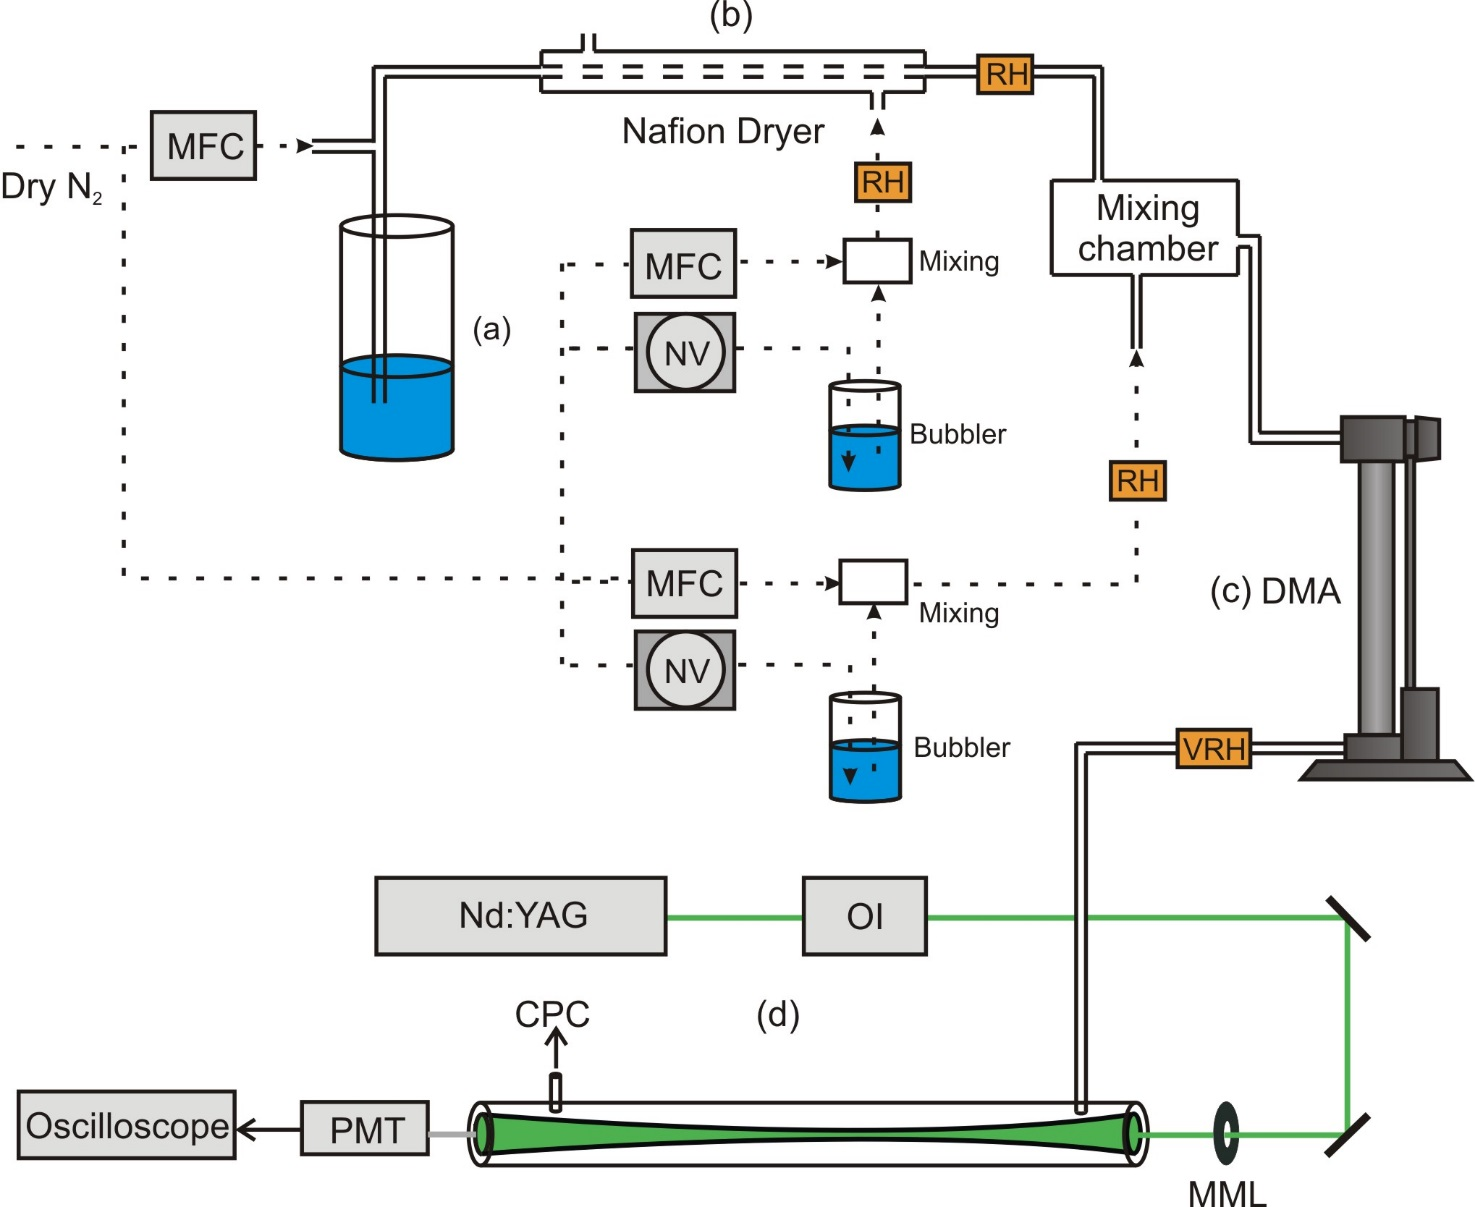 (b)
RH
Nafion Dryer
MFC
Dry N₂
RH
Mixing
chamber
MFC
Mixing
(a)
NV
Bubbler
RH
MFC
Mixing
(c) DMA
NV
Bubbler
VRH
Nd:YAG
OI
CPC
(d)
Oscilloscope
PMT
MML